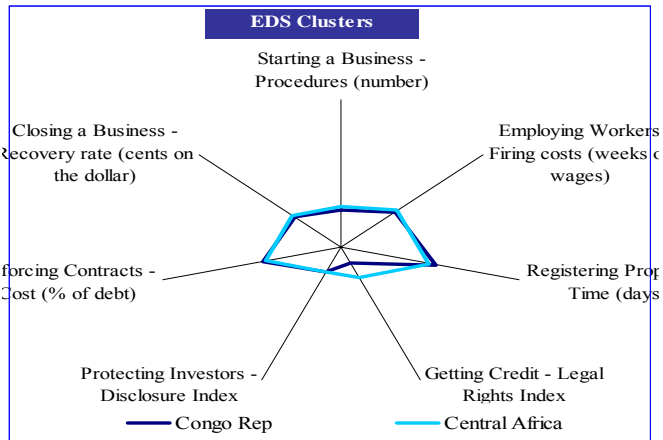 EDS Clusters
Starting a Business -
Procedures (number)
Employing Workers
Firing costs (weeks o
wages)
Registering Prop
Time (days
Getting Credit - Legal
Rights Index
Protecting Investors -
Disclosure Index
forcing Contracts -
Cost (% of debt)
Closing a Business -
Recovery rate (cents on
the dollar)
Congo Rep
Central Africa